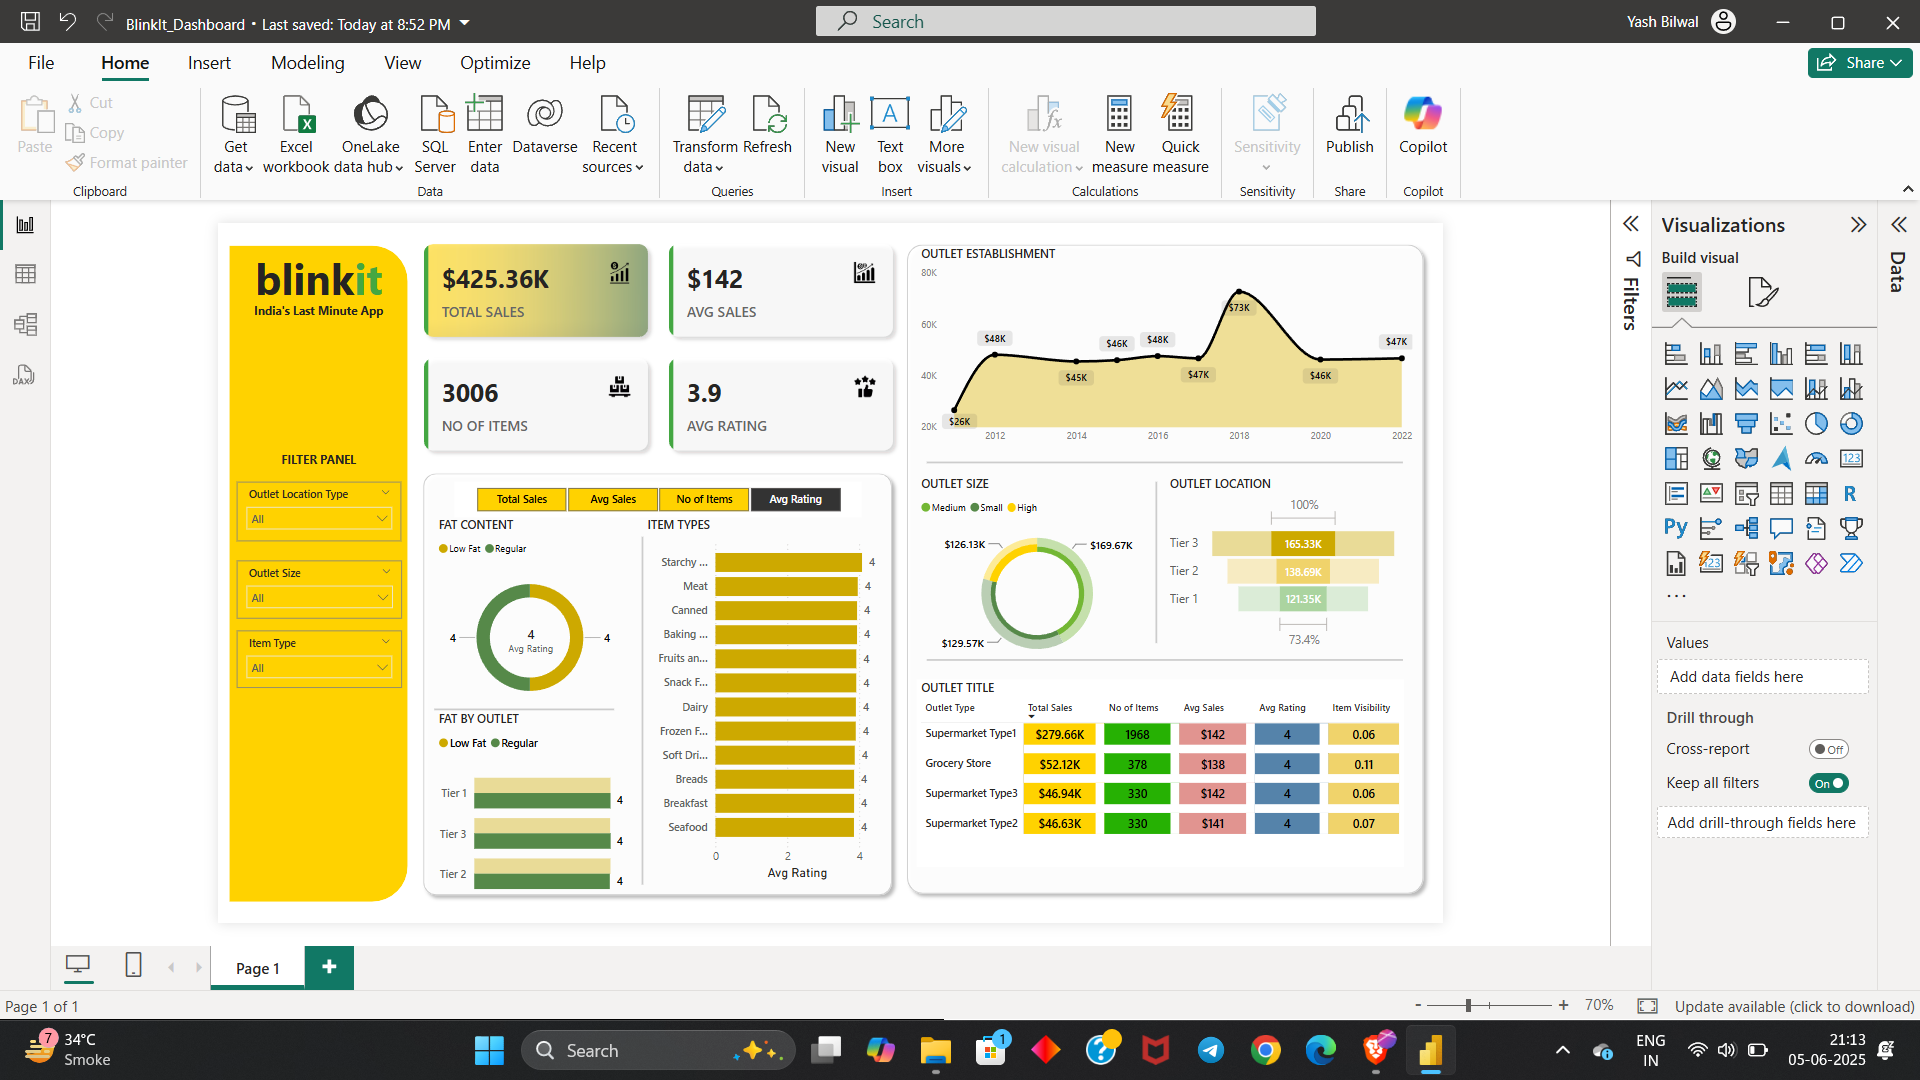 BlinkIt_Dashboard • Last saved: Today at 8:52 PM
Search
Yash Bilwal
File Home Insert Modeling View Optimize Help
Share
Paste
Cut
Copy
Format painter
Clipboard
Get data
Excel workbook
OneLake data hub
SQL Server
Enter data
Dataverse
Recent sources
Data
Transform data
Refresh
Queries
New visual
Text box
More visuals
Insert
New visual calculation
New measure
Quick measure
Calculations
Sensitivity
Sensitivity
Publish
Share
Copilot
Copilot
blinkit
India's Last Minute App
FILTER PANEL
Outlet Location Type
All
Outlet Size
All
Item Type
All
$425.36K
TOTAL SALES
$142
AVG SALES
3006
NO OF ITEMS
3.9
AVG RATING
Total Sales Avg Sales No of Items Avg Rating
FAT CONTENT
Low Fat Regular
4
4
Avg Rating
4
FAT BY OUTLET
Low Fat Regular
Tier 1 4
Tier 3 4
Tier 2 4
ITEM TYPES
Starchy ... 4
Meat 4
Canned 4
Baking ... 4
Fruits an... 4
Snack F... 4
Dairy 4
Frozen F... 4
Soft Dri... 4
Breads 4
Breakfast 4
Seafood 4
0 2 4
Avg Rating
OUTLET ESTABLISHMENT
80K
60K
40K
20K
$26K
$48K
$45K
$46K
$48K
$47K
$73K
$46K
$47K
2012 2014 2016 2018 2020 2022
OUTLET SIZE
Medium Small High
$126.13K
$169.67K
$129.57K
OUTLET LOCATION
100%
Tier 3 165.33K
Tier 2 138.69K
Tier 1 121.35K
73.4%
OUTLET TITLE
Outlet Type Total Sales No of Items Avg Sales Avg Rating Item Visibility
Supermarket Type1 $279.66K 1968 $142 4 0.06
Grocery Store $52.12K 378 $138 4 0.11
Supermarket Type3 $46.94K 330 $142 4 0.06
Supermarket Type2 $46.63K 330 $141 4 0.07
Filters
Visualizations
Build visual
123
R
Py
123
...
Values
Add data fields here
Drill through
Cross-report Off
Keep all filters On
Add drill-through fields here
Data
DAX
Page 1
Page 1 of 1
- + 70%
Update available (click to download)
7
34°C
Smoke
Search
1
ENG
IN
21:13
05-06-2025